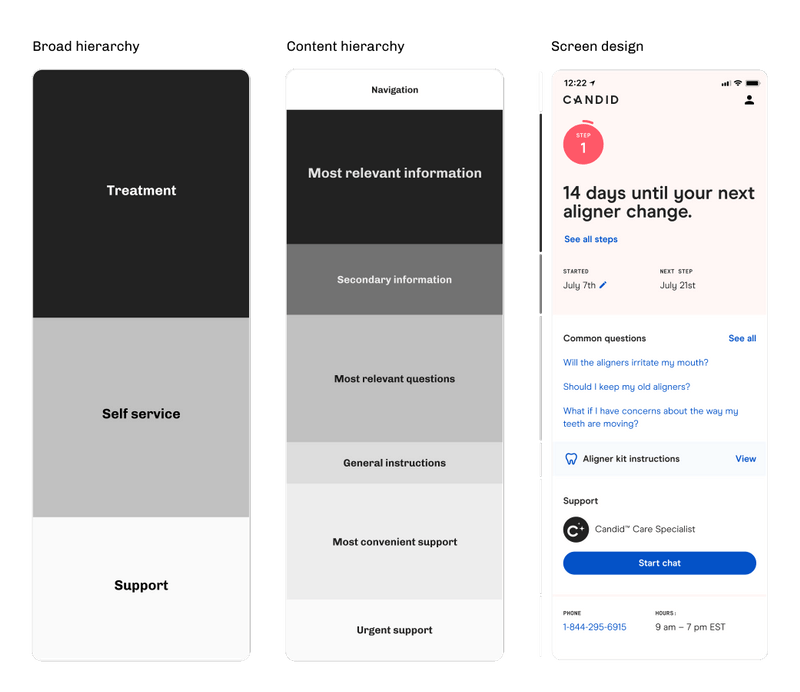 Broad hierarchy
Treatment
Self service
Support
Content hierarchy
Navigation
Most relevant information
Secondary information
Most relevant questions
General instructions
Most convenient support
Urgent support
Screen design
12:22
CANDID
STEP
1
14 days until your next
aligner change.
See all steps
STARTED
NEXT STEP
July 7th
July 21st
Common questions
See all
Will the aligners irritate my mouth?
Should I keep my old aligners?
What if I have concerns about the way my
teeth are moving?
Aligner kit instructions
View
Support
C
Candid™ Care Specialist
Start chat
PHONE
HOURS:
1-844-295-6915
9 am – 7 pm EST